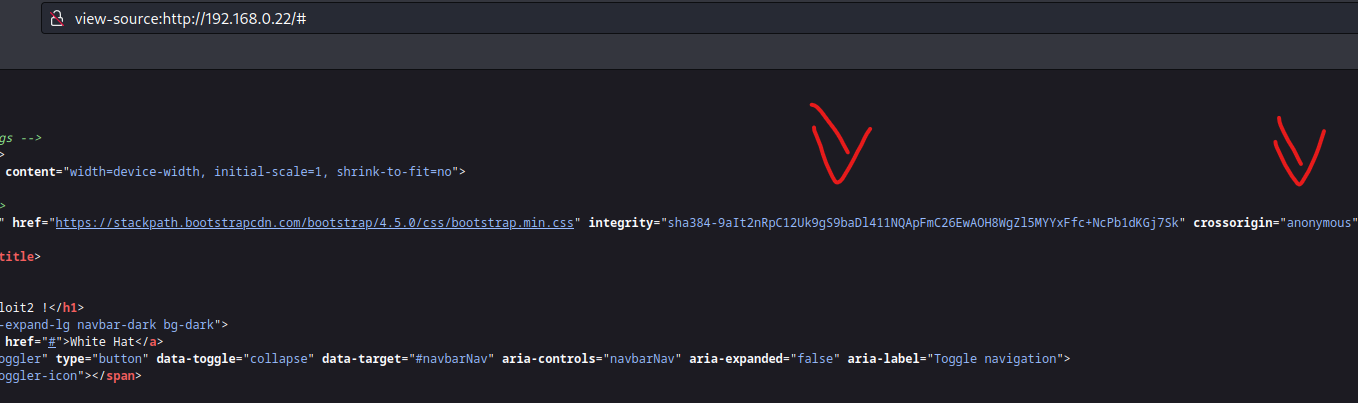 view-source:http://192.168.0.22/#
gs -->
>
content="width=device-width, initial-scale=1, shrink-to-fit=no">
>
" href="https://stackpath.bootstrapcdn.com/bootstrap/4.5.0/css/bootstrap.min.css" integrity="sha384-9aIt2nRpC12Uk9gS9baDl411NQApFmC26EwAOH8WgZl5MYYxFfc+NcPb1dKGj7Sk" crossorigin="anonymous"
title>
loit2 !</h1>
-expand-lg navbar-dark bg-dark">
href="#">White Hat</a>
oggler" type="button" data-toggle="collapse" data-target="#navbarNav" aria-controls="navbarNav" aria-expanded="false" aria-label="Toggle navigation">
oggler-icon"></span>